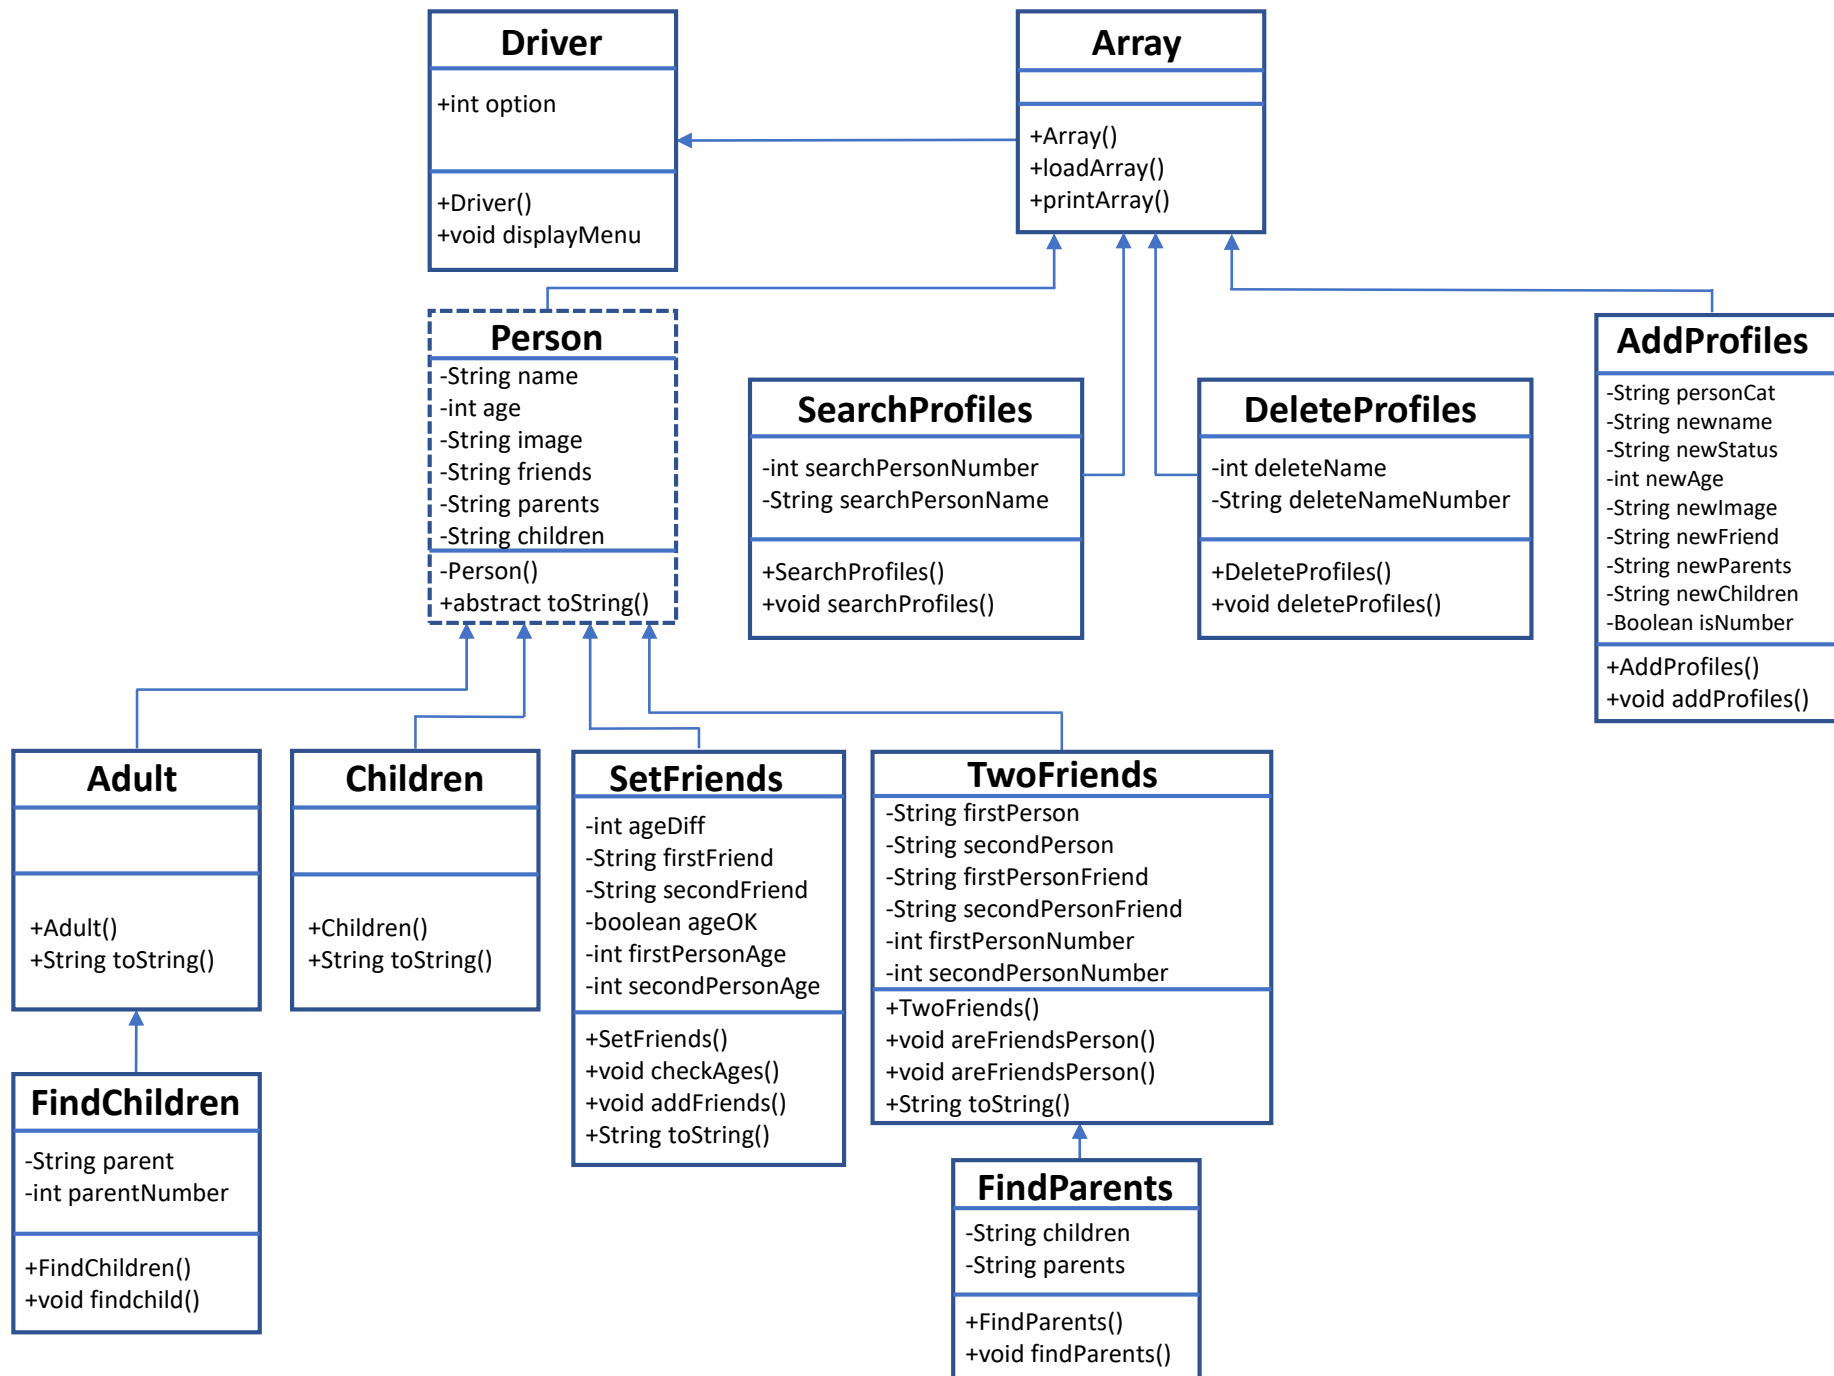 Driver
+int option
+Driver()
+void displayMenu
Array
+Array()
+loadArray()
+printArray()
Person
-String name
-int age
-String image
-String friends
-String parents
-String children
-Person()
+abstract toString()
SearchProfiles
-int searchPersonNumber
-String searchPersonName
+SearchProfiles()
+void searchProfiles()
DeleteProfiles
-int deleteName
-String deleteNameNumber
+DeleteProfiles()
+void deleteProfiles()
AddProfiles
-String personCat
-String newname
-String newStatus
-int newAge
-String newImage
-String newFriend
-String newParents
-String newChildren
-Boolean isNumber
+AddProfiles()
+void addProfiles()
Adult
+Adult()
+String toString()
Children
+Children()
+String toString()
SetFriends
-int ageDiff
-String firstFriend
-String secondFriend
-boolean ageOK
-int firstPersonAge
-int secondPersonAge
+SetFriends()
+void checkAges()
+void addFriends()
+String toString()
TwoFriends
-String firstPerson
-String secondPerson
-String firstPersonFriend
-String secondPersonFriend
-int firstPersonNumber
-int secondPersonNumber
+TwoFriends()
+void areFriendsPerson()
+void areFriendsPerson()
+String toString()
FindChildren
-String parent
-int parentNumber
+FindChildren()
+void findchild()
FindParents
-String children
-String parents
+FindParents()
+void findParents()